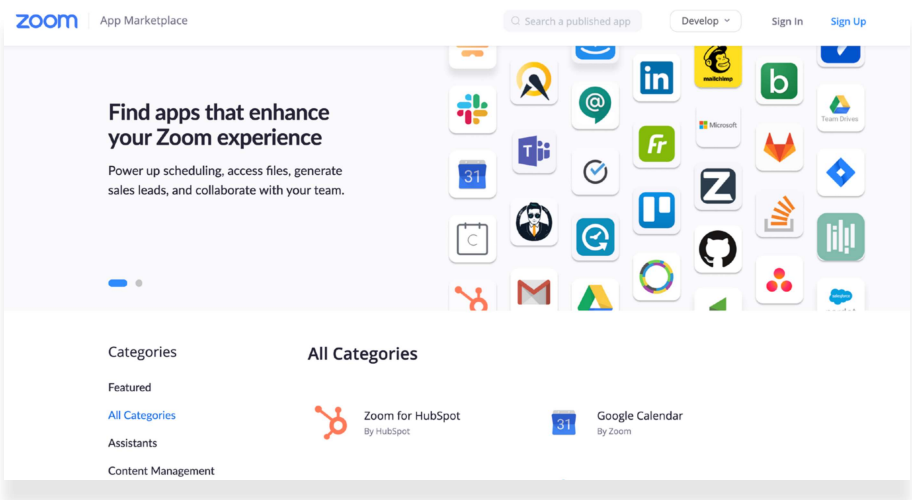 zoom
App Marketplace
Search a published app
Develop
Sign In
Sign Up
Find apps that enhance
your Zoom experience
Power up scheduling, access files, generate
sales leads, and collaborate with your team.
in
mailchimp
b
Team Drives
Microsoft
Fr
T
31
Z
C
salesforce
Categories
Featured
All Categories
Assistants
Content Management
All Categories
Zoom for HubSpot
By HubSpot
31
Google Calendar
By Zoom